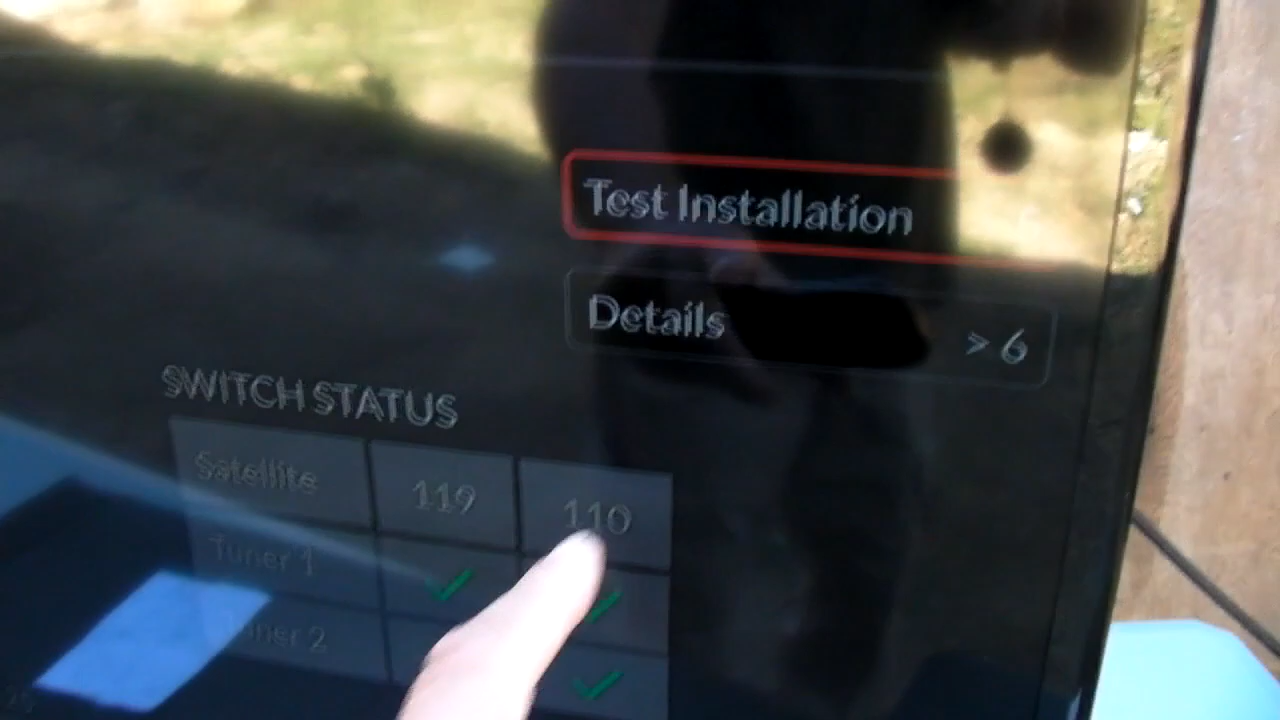 Test Installation
Details > 6
SWITCH STATUS
Satellite 119 110
Tuner 1
Tuner 2